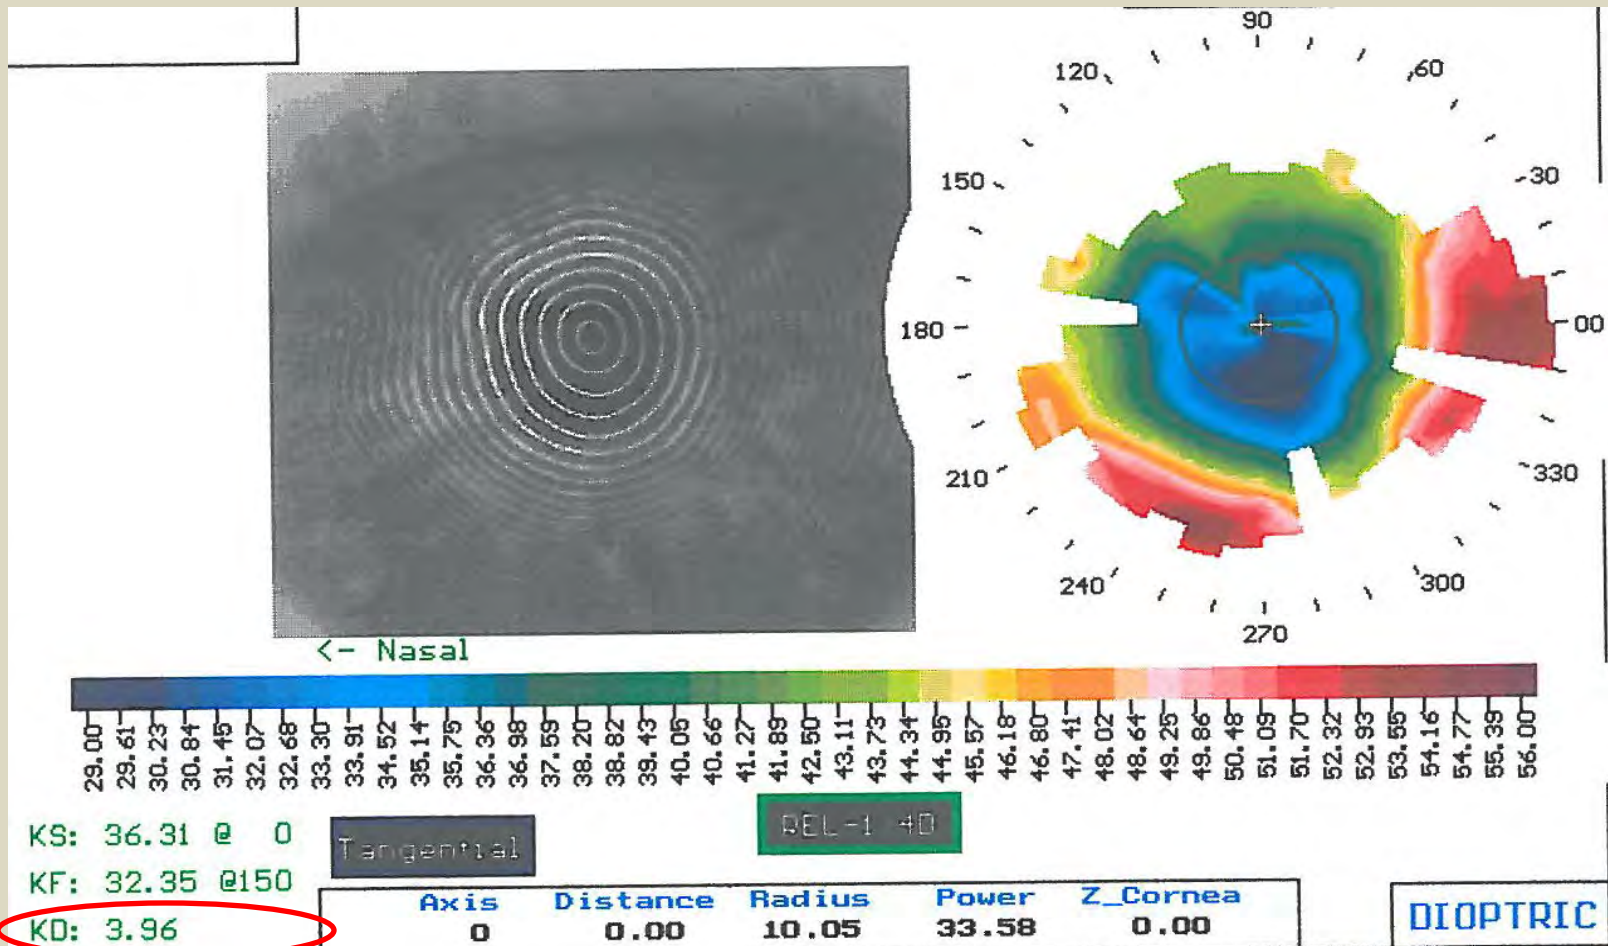 90
120
60
150
30
180
00
210
330
240
300
270
<- Nasal
29.00 29.61 30.23 30.84 31.45 32.07 32.68 33.30 33.91 34.52 35.14 35.75 36.36 36.98 37.59 38.20 38.82 39.43 40.05 40.66 41.27 41.89 42.50 43.11 43.73 44.34 44.95 45.57 46.18 46.80 47.41 48.02 48.64 49.25 49.86 50.48 51.09 51.70 52.32 52.93 53.55 54.16 54.77 55.39 56.00
KS: 36.31 @ 0
Tangential
KF: 32.35 @150
Axis Distance Radius Power Z_Cornea
KD: 3.96
0 0.00 10.05 33.58 0.00
DIOPTRIC